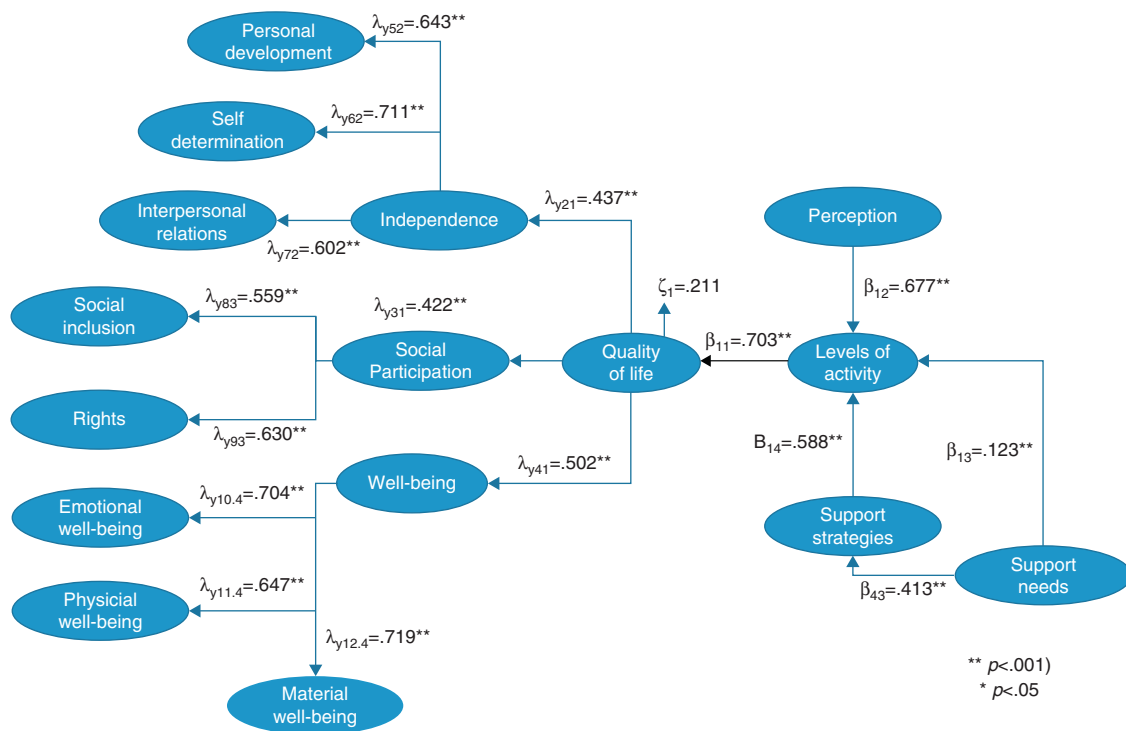 Personal
development
λy52=.643**
Self
determination
λy62=.711**
Interpersonal
relations
λy72=.602**
Independence
λy21=.437**
Perception
β12=.677**
Social
inclusion
λy83=.559**
λy31=.422**
Social
Participation
ζ1=.211
Quality
of life
β11=.703**
Levels of
activity
Rights
λy93=.630**
B14=.588**
β13=.123**
Well-being
λy41=.502**
Emotional
well-being
λy10.4=.704**
Support
strategies
Support
needs
β43=.413**
Physicial
well-being
λy11.4=.647**
λy12.4=.719**
Material
well-being
** p<.001)
* p<.05